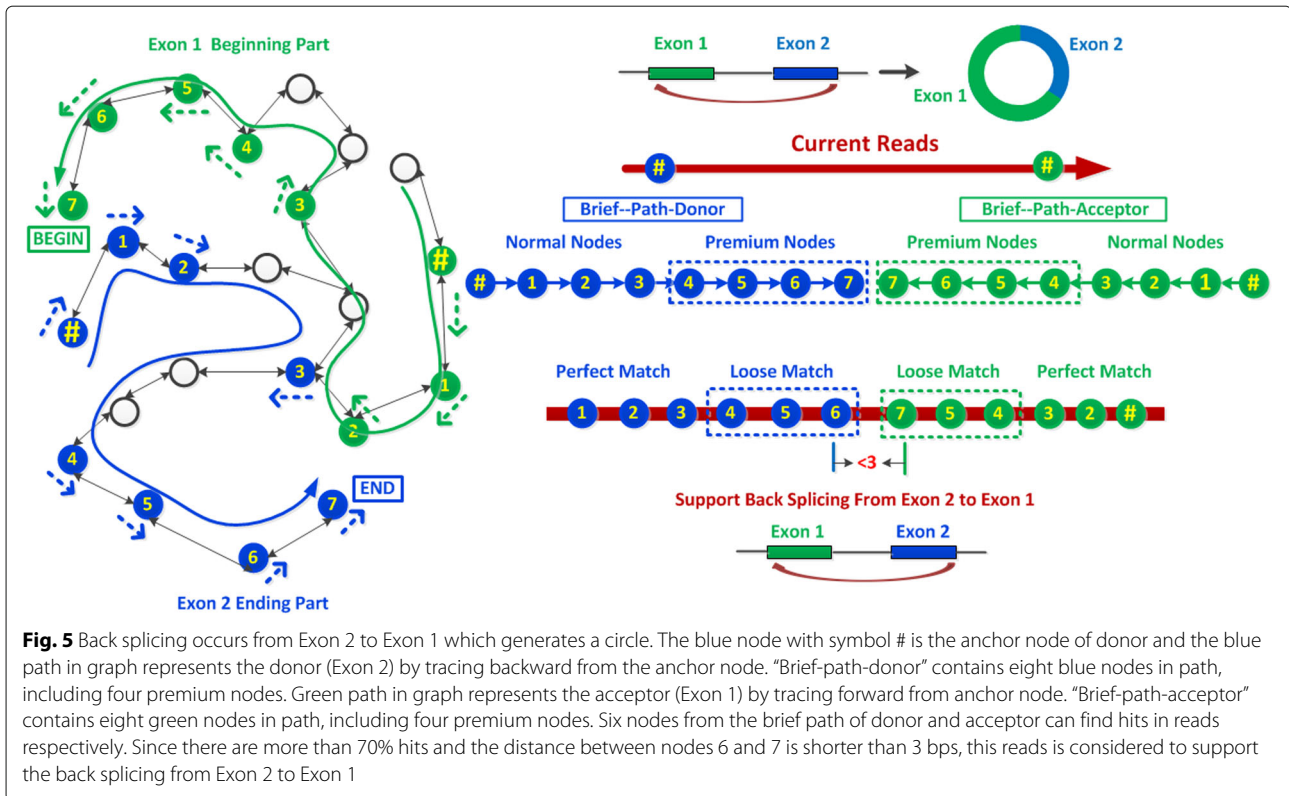 Exon 1 Beginning Part
5
6
4
3
7
BEGIN
1
2
#
#
3
1
2
4
5
7
END
6
Exon 2 Ending Part
Exon 1 Exon 2
Exon 2
Exon 1
Current Reads
# #
Brief--Path-Donor Brief--Path-Acceptor
Normal Nodes Premium Nodes Premium Nodes Normal Nodes
# 1 2 3 4 5 6 7 7 6 5 4 3 2 1 #
Perfect Match Loose Match Loose Match Perfect Match
1 2 3 4 5 6 7 5 4 3 2 #
<3
Support Back Splicing From Exon 2 to Exon 1
Exon 1 Exon 2
Fig. 5 Back splicing occurs from Exon 2 to Exon 1 which generates a circle. The blue node with symbol # is the anchor node of donor and the blue
path in graph represents the donor (Exon 2) by tracing backward from the anchor node. “Brief-path-donor” contains eight blue nodes in path,
including four premium nodes. Green path in graph represents the acceptor (Exon 1) by tracing forward from anchor node. “Brief-path-acceptor”
contains eight green nodes in path, including four premium nodes. Six nodes from the brief path of donor and acceptor can find hits in reads
respectively. Since there are more than 70% hits and the distance between nodes 6 and 7 is shorter than 3 bps, this reads is considered to support
the back splicing from Exon 2 to Exon 1